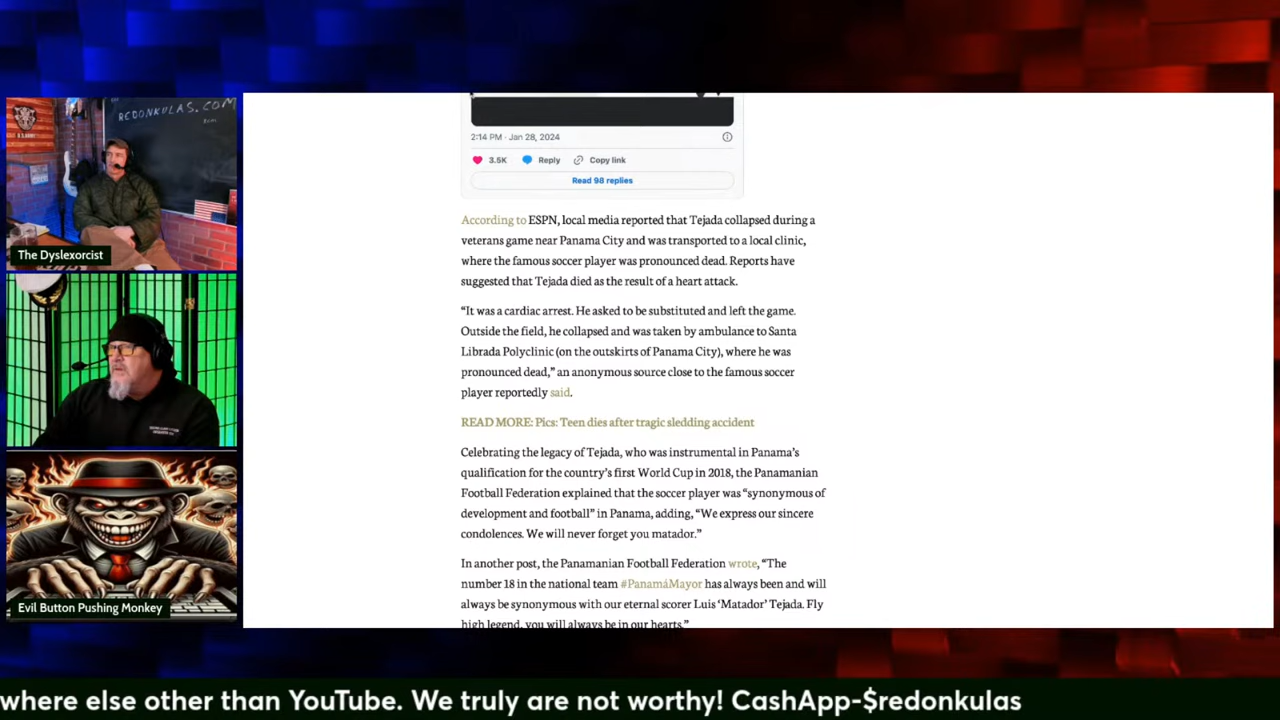 REDONKULAS.COM
The Dyslexorcist
Evil Button Pushing Monkey
2:14 PM · Jan 28, 2024
3.5K Reply Copy link
Read 98 replies
According to ESPN, local media reported that Tejada collapsed during a
veterans game near Panama City and was transported to a local clinic,
where the famous soccer player was pronounced dead. Reports have
suggested that Tejada died as the result of a heart attack.
“It was a cardiac arrest. He asked to be substituted and left the game.
Outside the field, he collapsed and was taken by ambulance to Santa
Librada Polyclinic (on the outskirts of Panama City), where he was
pronounced dead,” an anonymous source close to the famous soccer
player reportedly said.
READ MORE: Pics: Teen dies after tragic sledding accident
Celebrating the legacy of Tejada, who was instrumental in Panama’s
qualification for the country’s first World Cup in 2018, the Panamanian
Football Federation explained that the soccer player was “synonymous of
development and football” in Panama, adding, “We express our sincere
condolences. We will never forget you matador.”
In another post, the Panamanian Football Federation wrote, “The
number 18 in the national team #PanamáMayor has always been and will
always be synonymous with our eternal scorer Luis ‘Matador’ Tejada. Fly
high legend, you will always be in our hearts.”
where else other than YouTube. We truly are not worthy! CashApp-$redonkulas